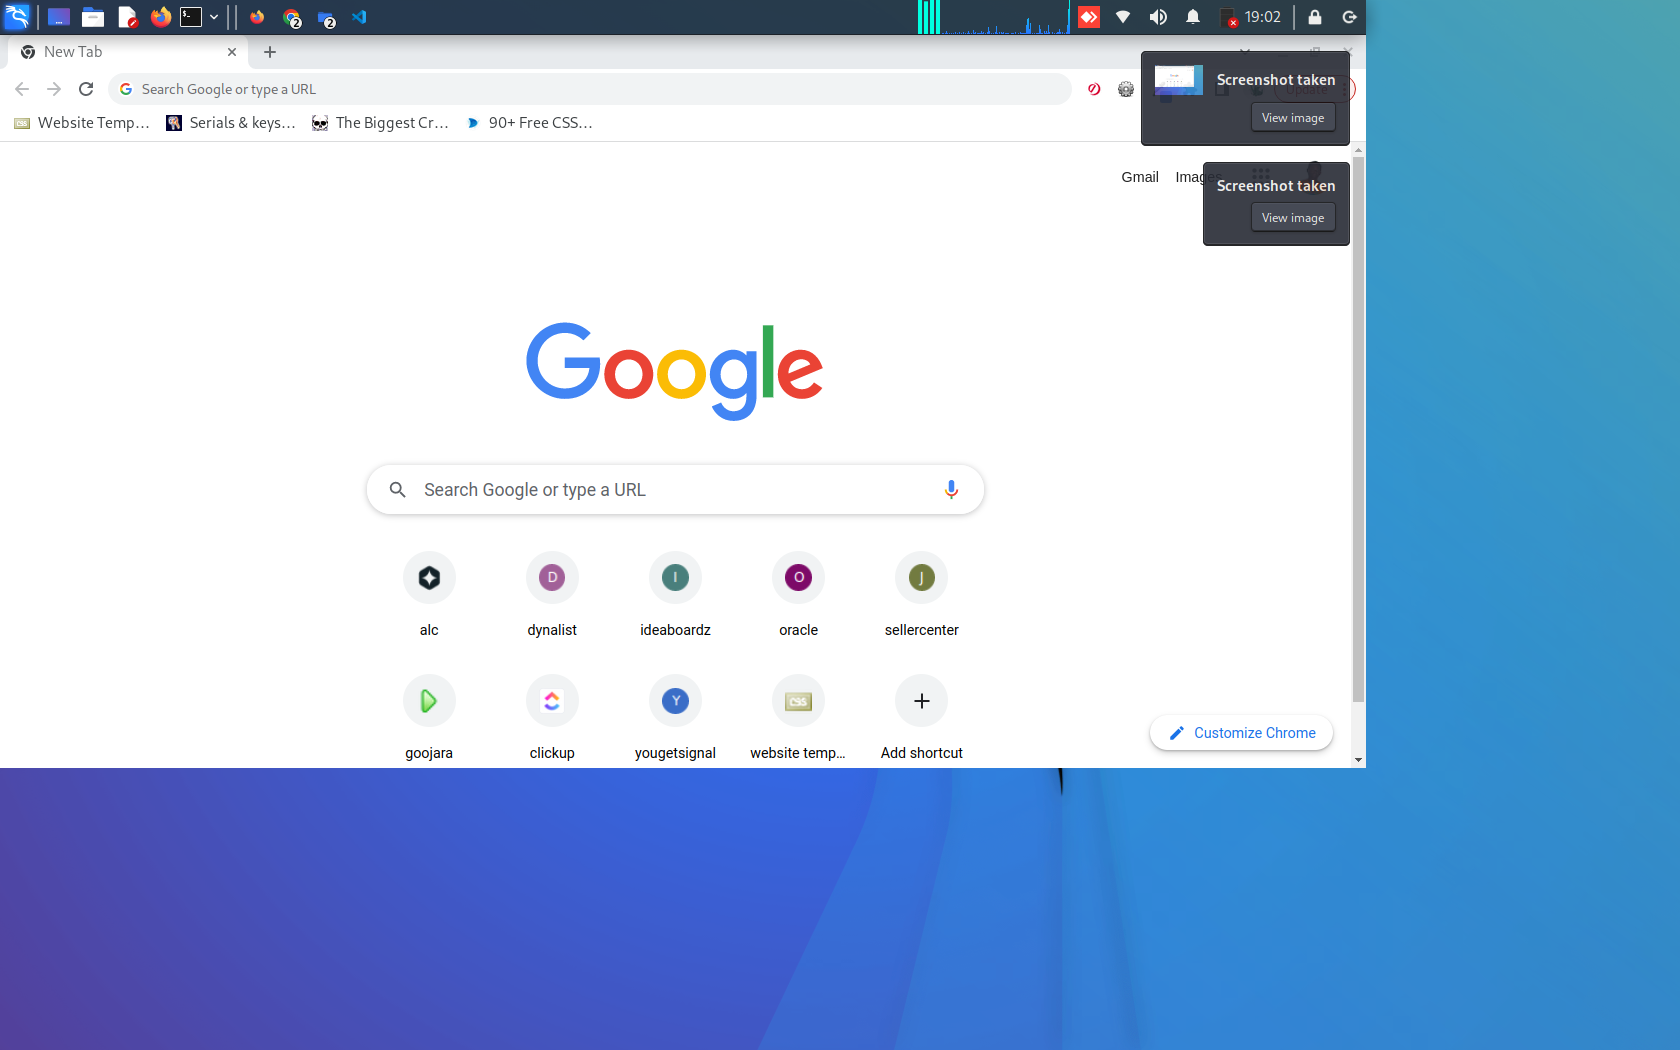 2
2
19:02
New Tab
Search Google or type a URL
Website Temp...
Serials & keys...
The Biggest Cr...
90+ Free CSS...
Screenshot taken
View image
Gmail
Images
Screenshot taken
View image
Google
Search Google or type a URL
D
I
O
J
alc
dynalist
ideaboardz
oracle
sellercenter
Y
CSS
goojara
clickup
yougetsignal
website temp...
Add shortcut
Customize Chrome